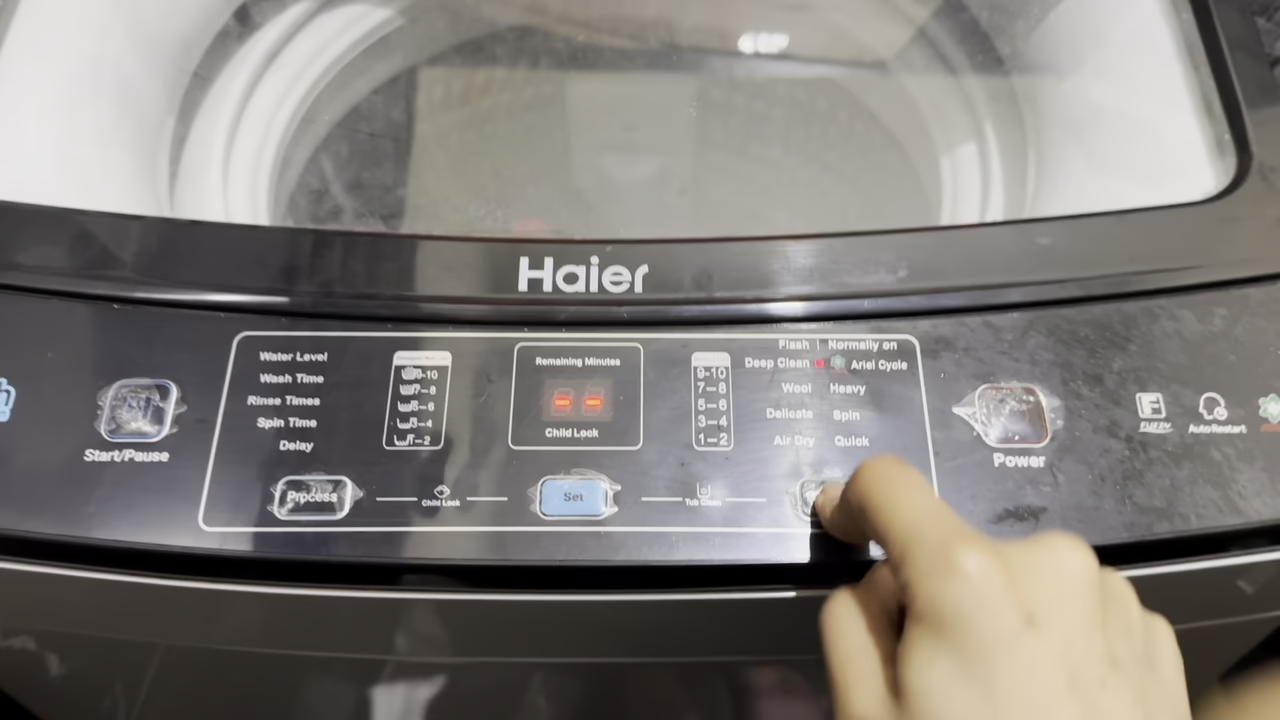 Haier
Start/Pause
Water Level
Wash Time
Rinse Times
Spin Time
Delay
9-10
7-8
5-6
3-4
1-2
Remaining Minutes
--
Child Lock
9-10
7-8
5-6
3-4
1-2
Flash | Normally on
Deep Clean Ariel Cycle
Wool Heavy
Delicate Spin
Air Dry Quick
Process
Child Lock
Set
Tub Clean
Power
FUZZY
Auto Restart